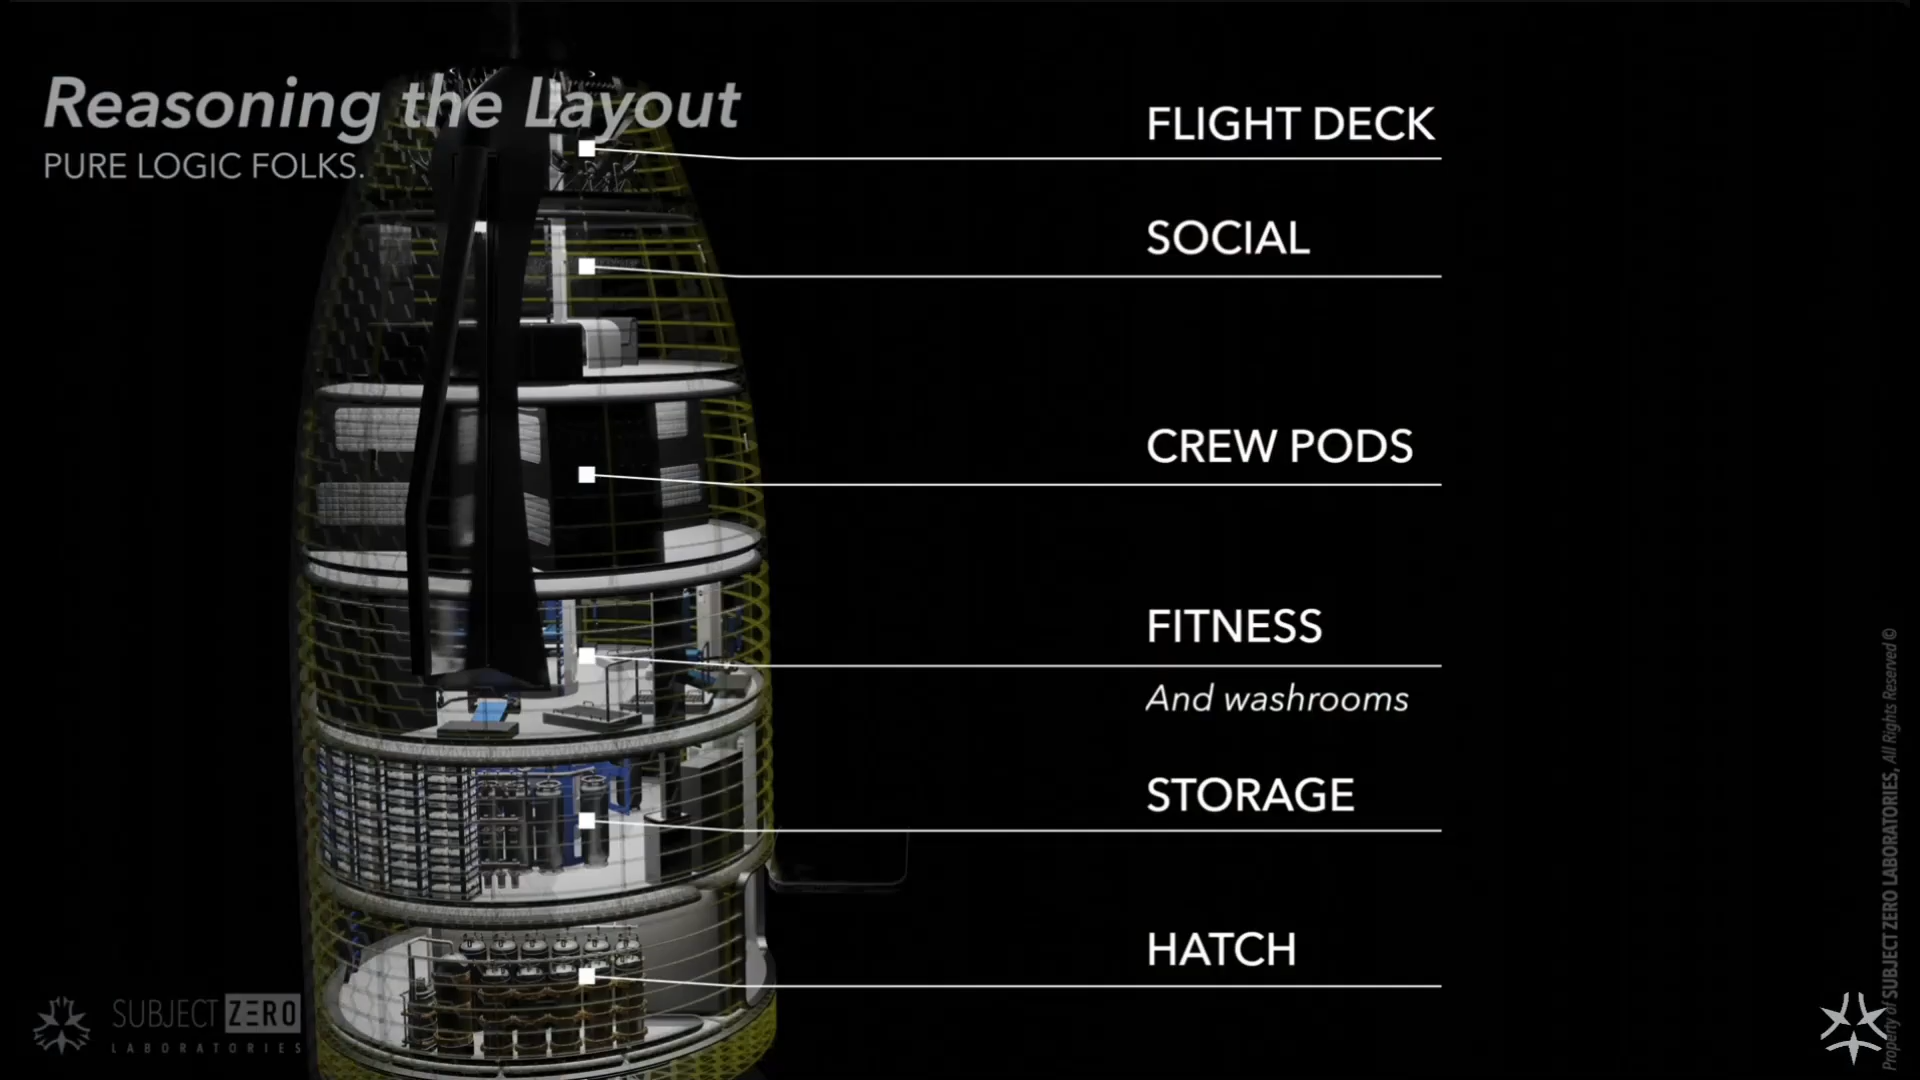 Reasoning the Layout
PURE LOGIC FOLKS.
FLIGHT DECK
SOCIAL
CREW PODS
FITNESS
And washrooms
STORAGE
HATCH
SUBJECT ZERO
LABORATORIES
Property of SUBJECT ZERO LABORATORIES, All Rights Reserved ©